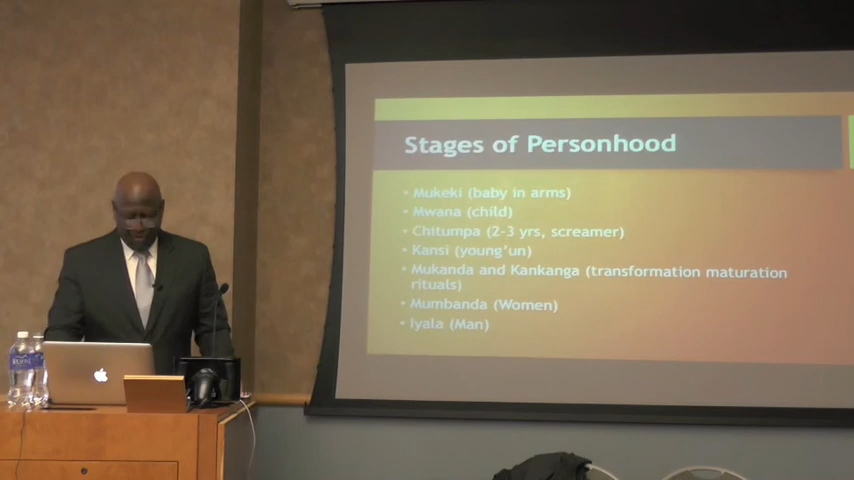 Stages of Personhood
• Mukeki (baby in arms)
• Mwana (child)
• Chitumpa (2-3 yrs, screamer)
• Kansi (young'un)
• Mukanda and Kankanga (transformation maturation
rituals)
• Mumbanda (Women)
• Iyala (Man)